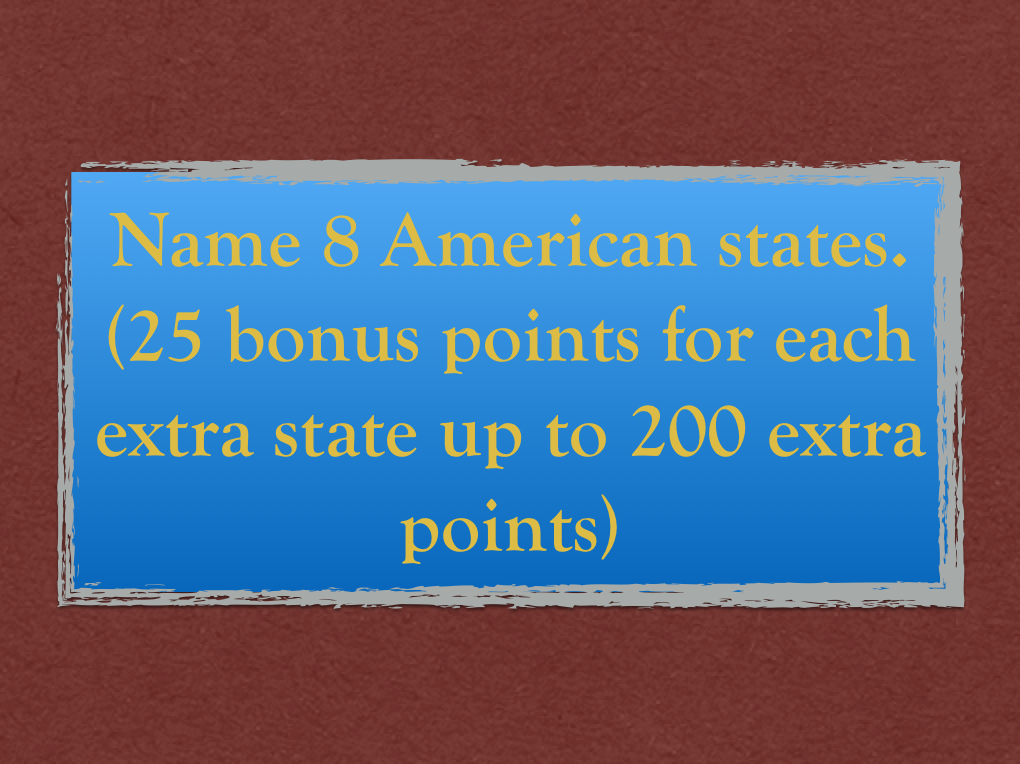 Name 8 American states.
(25 bonus points for each
extra state up to 200 extra
points)